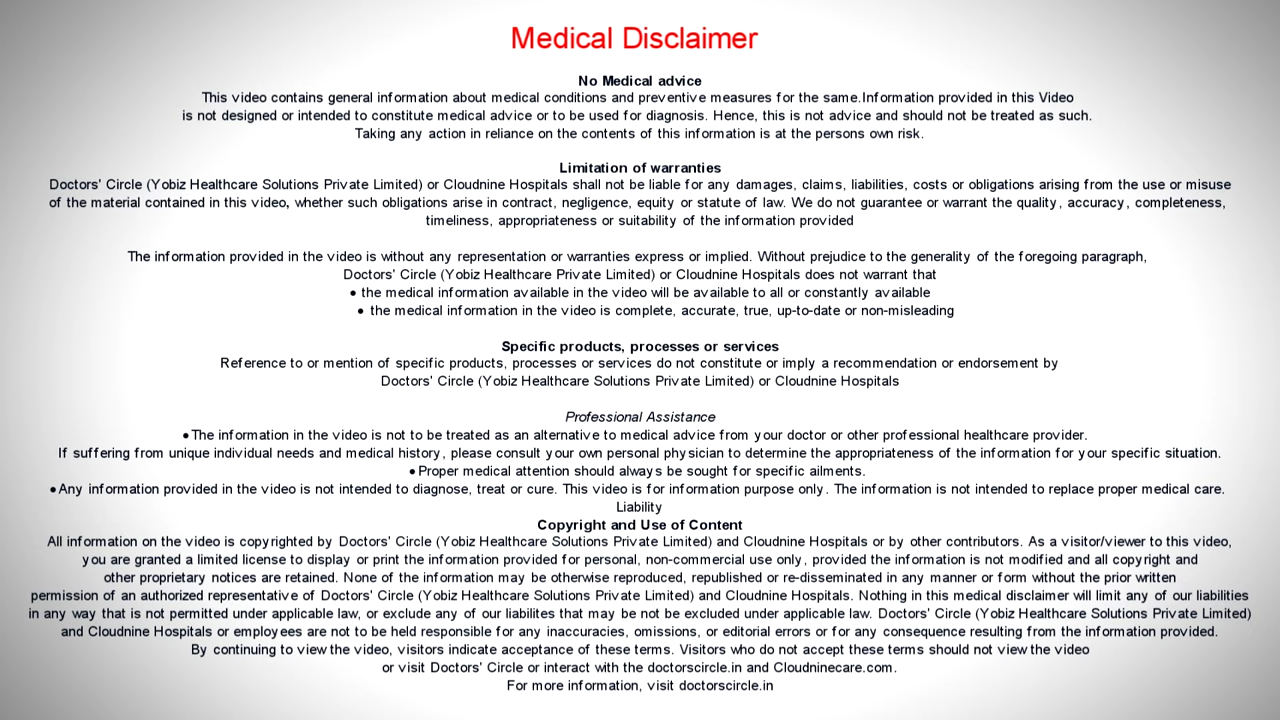 Medical Disclaimer
No Medical advice
This video contains general information about medical conditions and preventive measures for the same.Information provided in this Video
is not designed or intended to constitute medical advice or to be used for diagnosis. Hence, this is not advice and should not be treated as such.
Taking any action in reliance on the contents of this information is at the persons own risk.
Limitation of warranties
Doctors' Circle (Yobiz Healthcare Solutions Private Limited) or Cloudnine Hospitals shall not be liable for any damages, claims, liabilities, costs or obligations arising from the use or misuse
of the material contained in this video, whether such obligations arise in contract, negligence, equity or statute of law. We do not guarantee or warrant the quality, accuracy, completeness,
timeliness, appropriateness or suitability of the information provided
The information provided in the video is without any representation or warranties express or implied. Without prejudice to the generality of the foregoing paragraph,
Doctors' Circle (Yobiz Healthcare Private Limited) or Cloudnine Hospitals does not warrant that
• the medical information available in the video will be available to all or constantly available
• the medical information in the video is complete, accurate, true, up-to-date or non-misleading
Specific products, processes or services
Reference to or mention of specific products, processes or services do not constitute or imply a recommendation or endorsement by
Doctors' Circle (Yobiz Healthcare Solutions Private Limited) or Cloudnine Hospitals
Professional Assistance
•The information in the video is not to be treated as an alternative to medical advice from your doctor or other professional healthcare provider.
If suffering from unique individual needs and medical history, please consult your own personal physician to determine the appropriateness of the information for your specific situation.
•Proper medical attention should always be sought for specific ailments.
•Any information provided in the video is not intended to diagnose, treat or cure. This video is for information purpose only. The information is not intended to replace proper medical care.
Liability
Copyright and Use of Content
All information on the video is copyrighted by Doctors' Circle (Yobiz Healthcare Solutions Private Limited) and Cloudnine Hospitals or by other contributors. As a visitor/viewer to this video,
you are granted a limited license to display or print the information provided for personal, non-commercial use only, provided the information is not modified and all copyright and
other proprietary notices are retained. None of the information may be otherwise reproduced, republished or re-disseminated in any manner or form without the prior written
permission of an authorized representative of Doctors' Circle (Yobiz Healthcare Solutions Private Limited) and Cloudnine Hospitals. Nothing in this medical disclaimer will limit any of our liabilities
in any way that is not permitted under applicable law, or exclude any of our liabilites that may be not be excluded under applicable law. Doctors' Circle (Yobiz Healthcare Solutions Private Limited)
and Cloudnine Hospitals or employees are not to be held responsible for any inaccuracies, omissions, or editorial errors or for any consequence resulting from the information provided.
By continuing to view the video, visitors indicate acceptance of these terms. Visitors who do not accept these terms should not view the video
or visit Doctors' Circle or interact with the doctorscircle.in and Cloudninecare.com.
For more information, visit doctorscircle.in